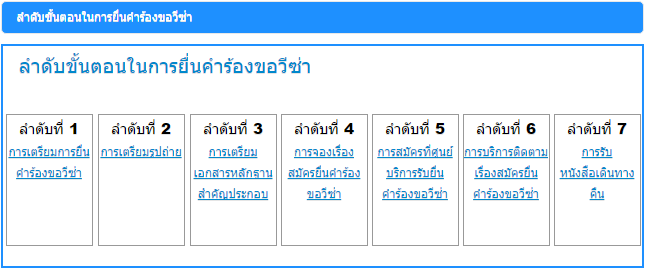 ลำดับขั้นตอนในการยื่นคำร้องขอวีซ่า
ลำดับขั้นตอนในการยื่นคำร้องขอวีซ่า
ลำดับที่ 1
การเตรียมการยื่น
คำร้องขอวีซ่า
ลำดับที่ 2
การเตรียมรูปถ่าย
ลำดับที่ 3
การเตรียม
เอกสารหลักฐาน
สำคัญประกอบ
ลำดับที่ 4
การจองเรื่อง
สมัครยื่นคำร้อง
ขอวีซ่า
ลำดับที่ 5
การสมัครที่ศูนย์
บริการรับยื่น
คำร้องขอวีซ่า
ลำดับที่ 6
การบริการติดตาม
เรื่องสมัครยื่น
คำร้องขอวีซ่า
ลำดับที่ 7
การรับ
หนังสือเดินทาง
คืน